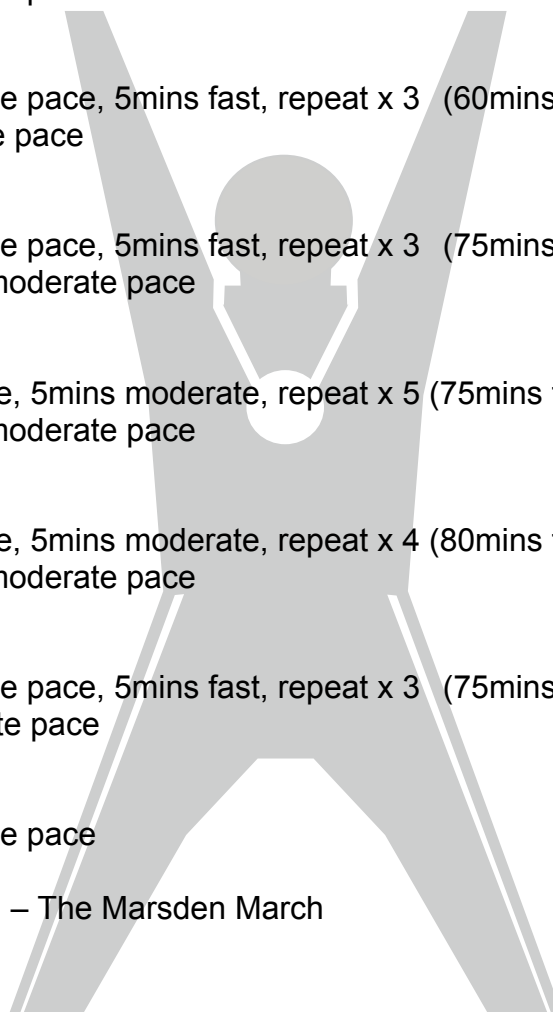 e pace, 5mins fast, repeat x 3 (60mins
e pace
e pace, 5mins fast, repeat x 3 (75mins
moderate pace
e, 5mins moderate, repeat x 5 (75mins
moderate pace
e, 5mins moderate, repeat x 4 (80mins
moderate pace
e pace, 5mins fast, repeat x 3 (75mins
te pace
e pace
– The Marsden March